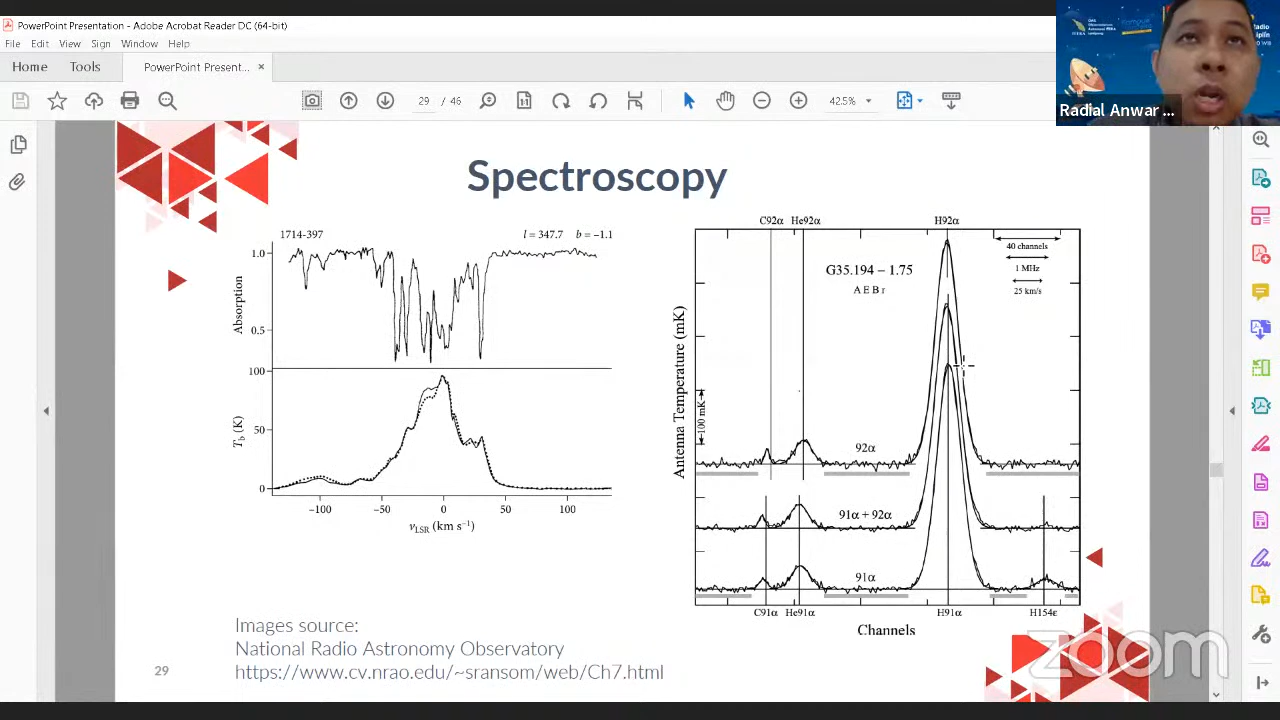 PowerPoint Presentation - Adobe Acrobat Reader DC (64-bit)
File Edit View Sign Window Help
Home Tools PowerPoint Present... ×
29 / 46 42.5%
Radial Anwar ...
Spectroscopy
1714-397 l = 347.7 b = −1.1
1.0
0.5
Absorption
100
50
0
T_b (K)
−100 −50 0 50 100
v_LSR (km s⁻¹)
C92α He92α H92α
40 channels
1 MHz
25 km/s
G35.194 − 1.75
A E B r
Antenna Temperature (mK)
100 mK
92α
91α + 92α
91α
C91α He91α H91α H154ε
Channels
Images source:
National Radio Astronomy Observatory
https://www.cv.nrao.edu/~sransom/web/Ch7.html
29
zoom